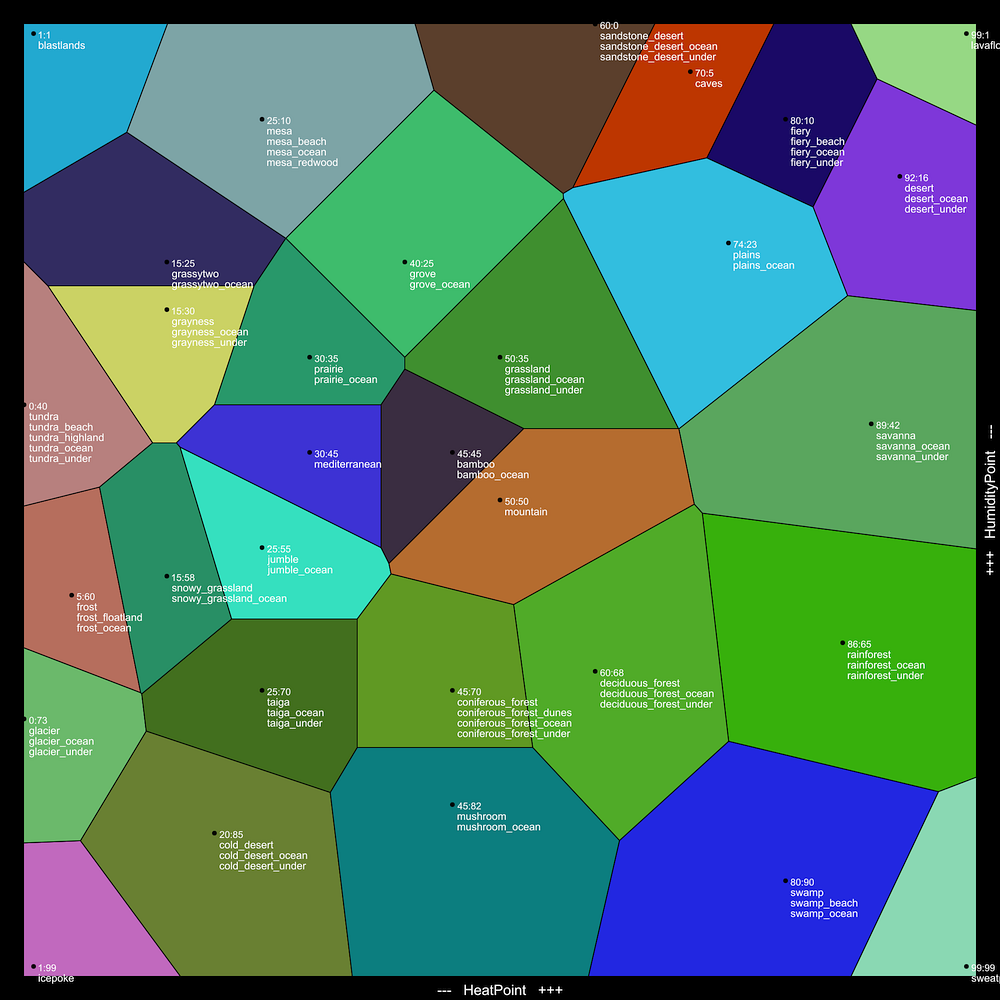 1:1
blastlands
60:0
sandstone_desert
sandstone_desert_ocean
sandstone_desert_under
99:1
70:5
caves
25:10
mesa
mesa_beach
mesa_ocean
mesa_redwood
80:10
fiery
fiery_beach
fiery_ocean
fiery_under
92:16
desert
desert_ocean
desert_under
74:23
plains
plains_ocean
15:25
grassytwo
grassytwo_ocean
40:25
grove
grove_ocean
15:30
grayness
grayness_ocean
grayness_under
30:35
prairie
prairie_ocean
50:35
grassland
grassland_ocean
grassland_under
0:40
tundra
tundra_beach
tundra_highland
tundra_ocean
tundra_under
89:42
savanna
savanna_ocean
savanna_under
30:45
mediterranean
45:45
bamboo
bamboo_ocean
50:50
mountain
+++ HumidityPoint ---
25:55
jumble
jumble_ocean
15:58
snowy_grassland
snowy_grassland_ocean
5:60
frost
frost_floatland
frost_ocean
86:65
rainforest
rainforest_ocean
rainforest_under
60:68
deciduous_forest
deciduous_forest_ocean
deciduous_forest_under
25:70
taiga
taiga_ocean
taiga_under
45:70
coniferous_forest
coniferous_forest_dunes
coniferous_forest_ocean
coniferous_forest_under
0:73
glacier
glacier_ocean
glacier_under
45:82
mushroom
mushroom_ocean
20:85
cold_desert
cold_desert_ocean
cold_desert_under
80:90
swamp
swamp_beach
swamp_ocean
1:99
icepoke
99:99
--- HeatPoint +++